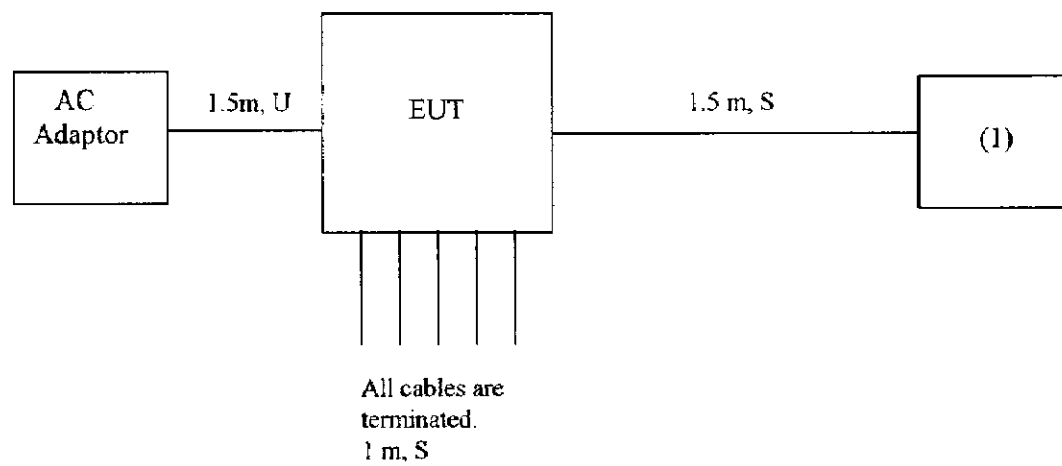 AC
Adaptor
1.5m, U
EUT
1.5 m, S
(1)
All cables are
terminated.
1 m, S